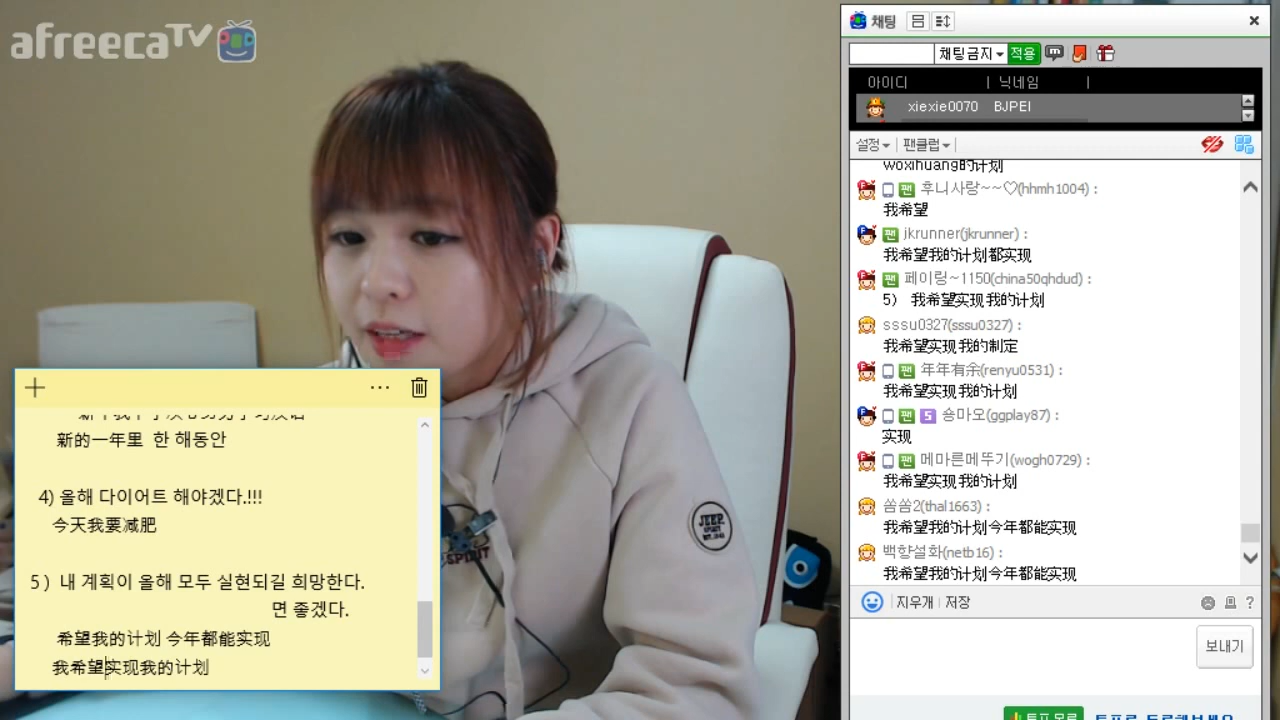 afreecaTV
新的一年里 한 해동안
4) 올해 다이어트 해야겠다.!!!
今天我要减肥
5) 내 계획이 올해 모두 실현되길 희망한다.
면 좋겠다.
希望我的计划 今年都能实现
我希望实现我的计划
JEEP
SPIRIT
채팅
채팅금지 적용
아이디 | 닉네임 |
xiexie0070 BJPEI
설정 | 팬클럽 |
woxihuang的计划
팬 후니사랑~~♡(hhmh1004) :
我希望
팬 jkrunner(jkrunner) :
我希望我的计划都实现
팬 페이링~1150(china50qhdud) :
5) 我希望实现我的计划
sssu0327(sssu0327) :
我希望实现我的制定
팬 年年有余(renyu0531) :
我希望实现我的计划
팬 S 숑마오(ggplay87) :
实现
팬 메마른메뚜기(wogh0729) :
我希望实现我的计划
쏨쏨2(thal1663) :
我希望我的计划今年都能实现
백향설화(netb16) :
我希望我的计划今年都能实现
지우개 | 저장
보내기